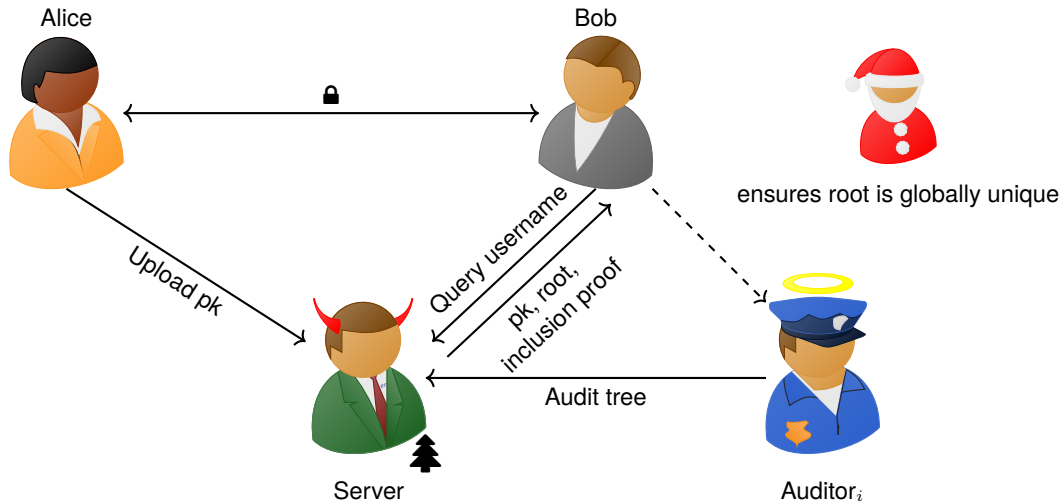 Alice
Bob
ensures root is globally unique
Upload pk
Query username
pk, root,
inclusion proof
Audit tree
Server
Auditorᵢ